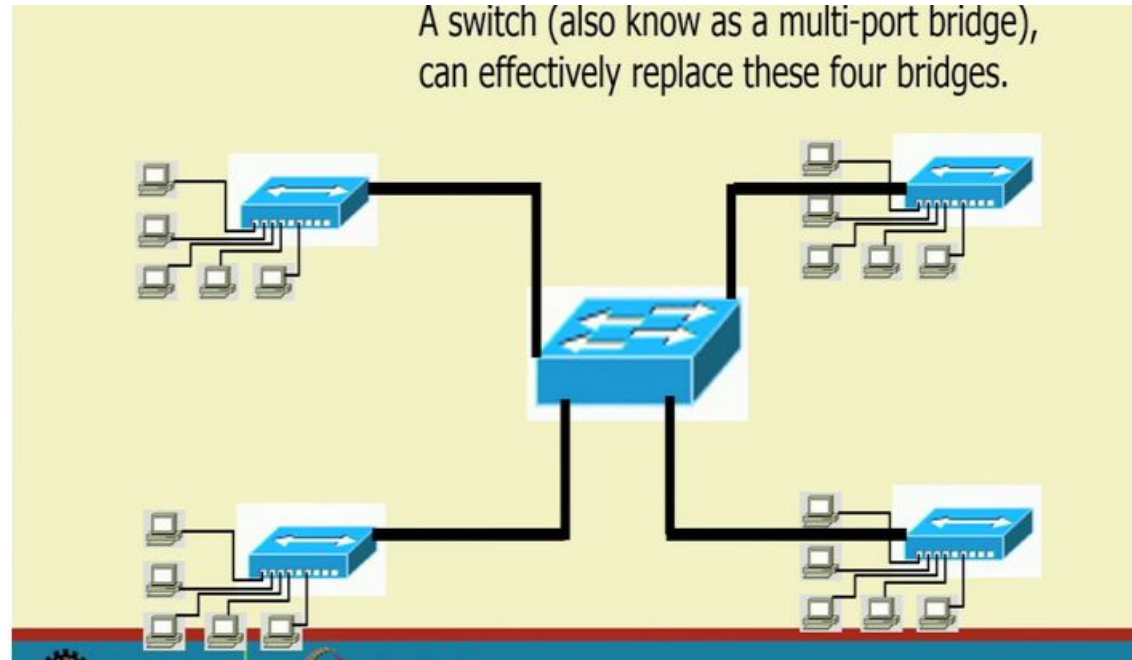 A switch (also know as a multi-port bridge),
can effectively replace these four bridges.